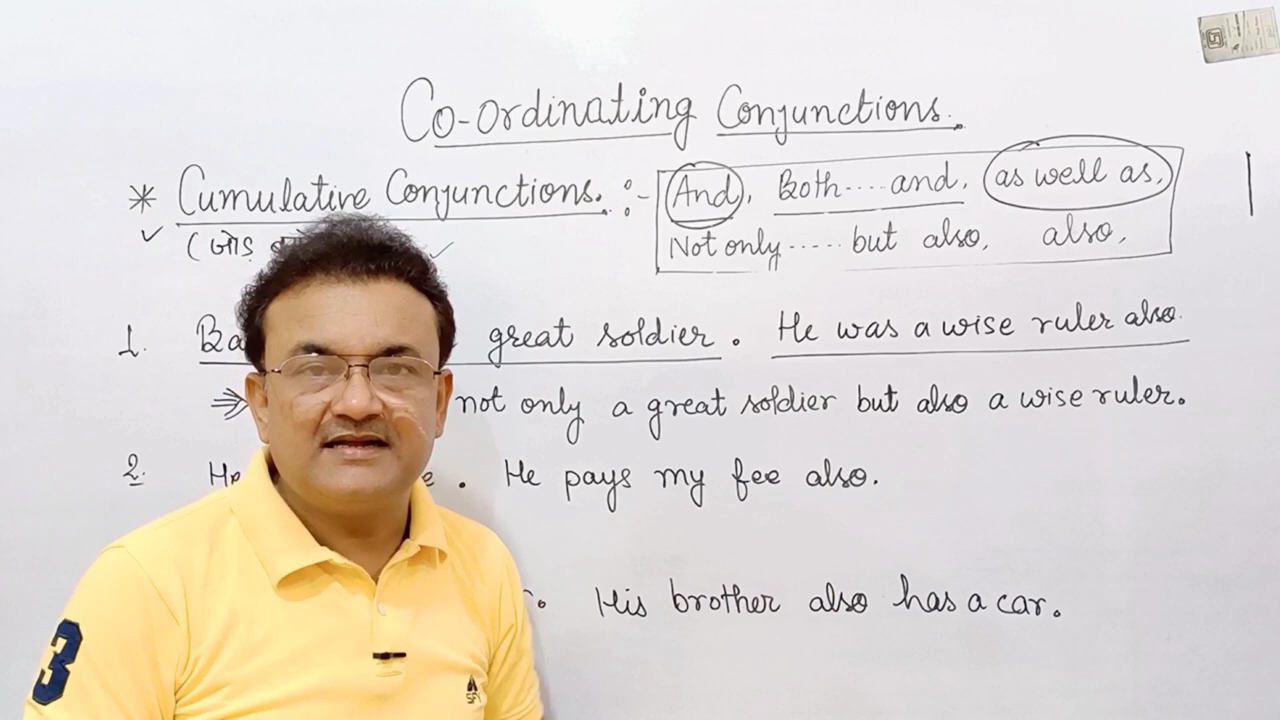 Co-ordinating Conjunctions.
* Cumulative Conjunctions. :- And, Both....and, as well as,
(जोड़
Not only ..... but also, also,
1. great soldier. He was a wise ruler also.
not only a great soldier but also a wise ruler.
2. He . He pays my fee also.
His brother also has a car.
3